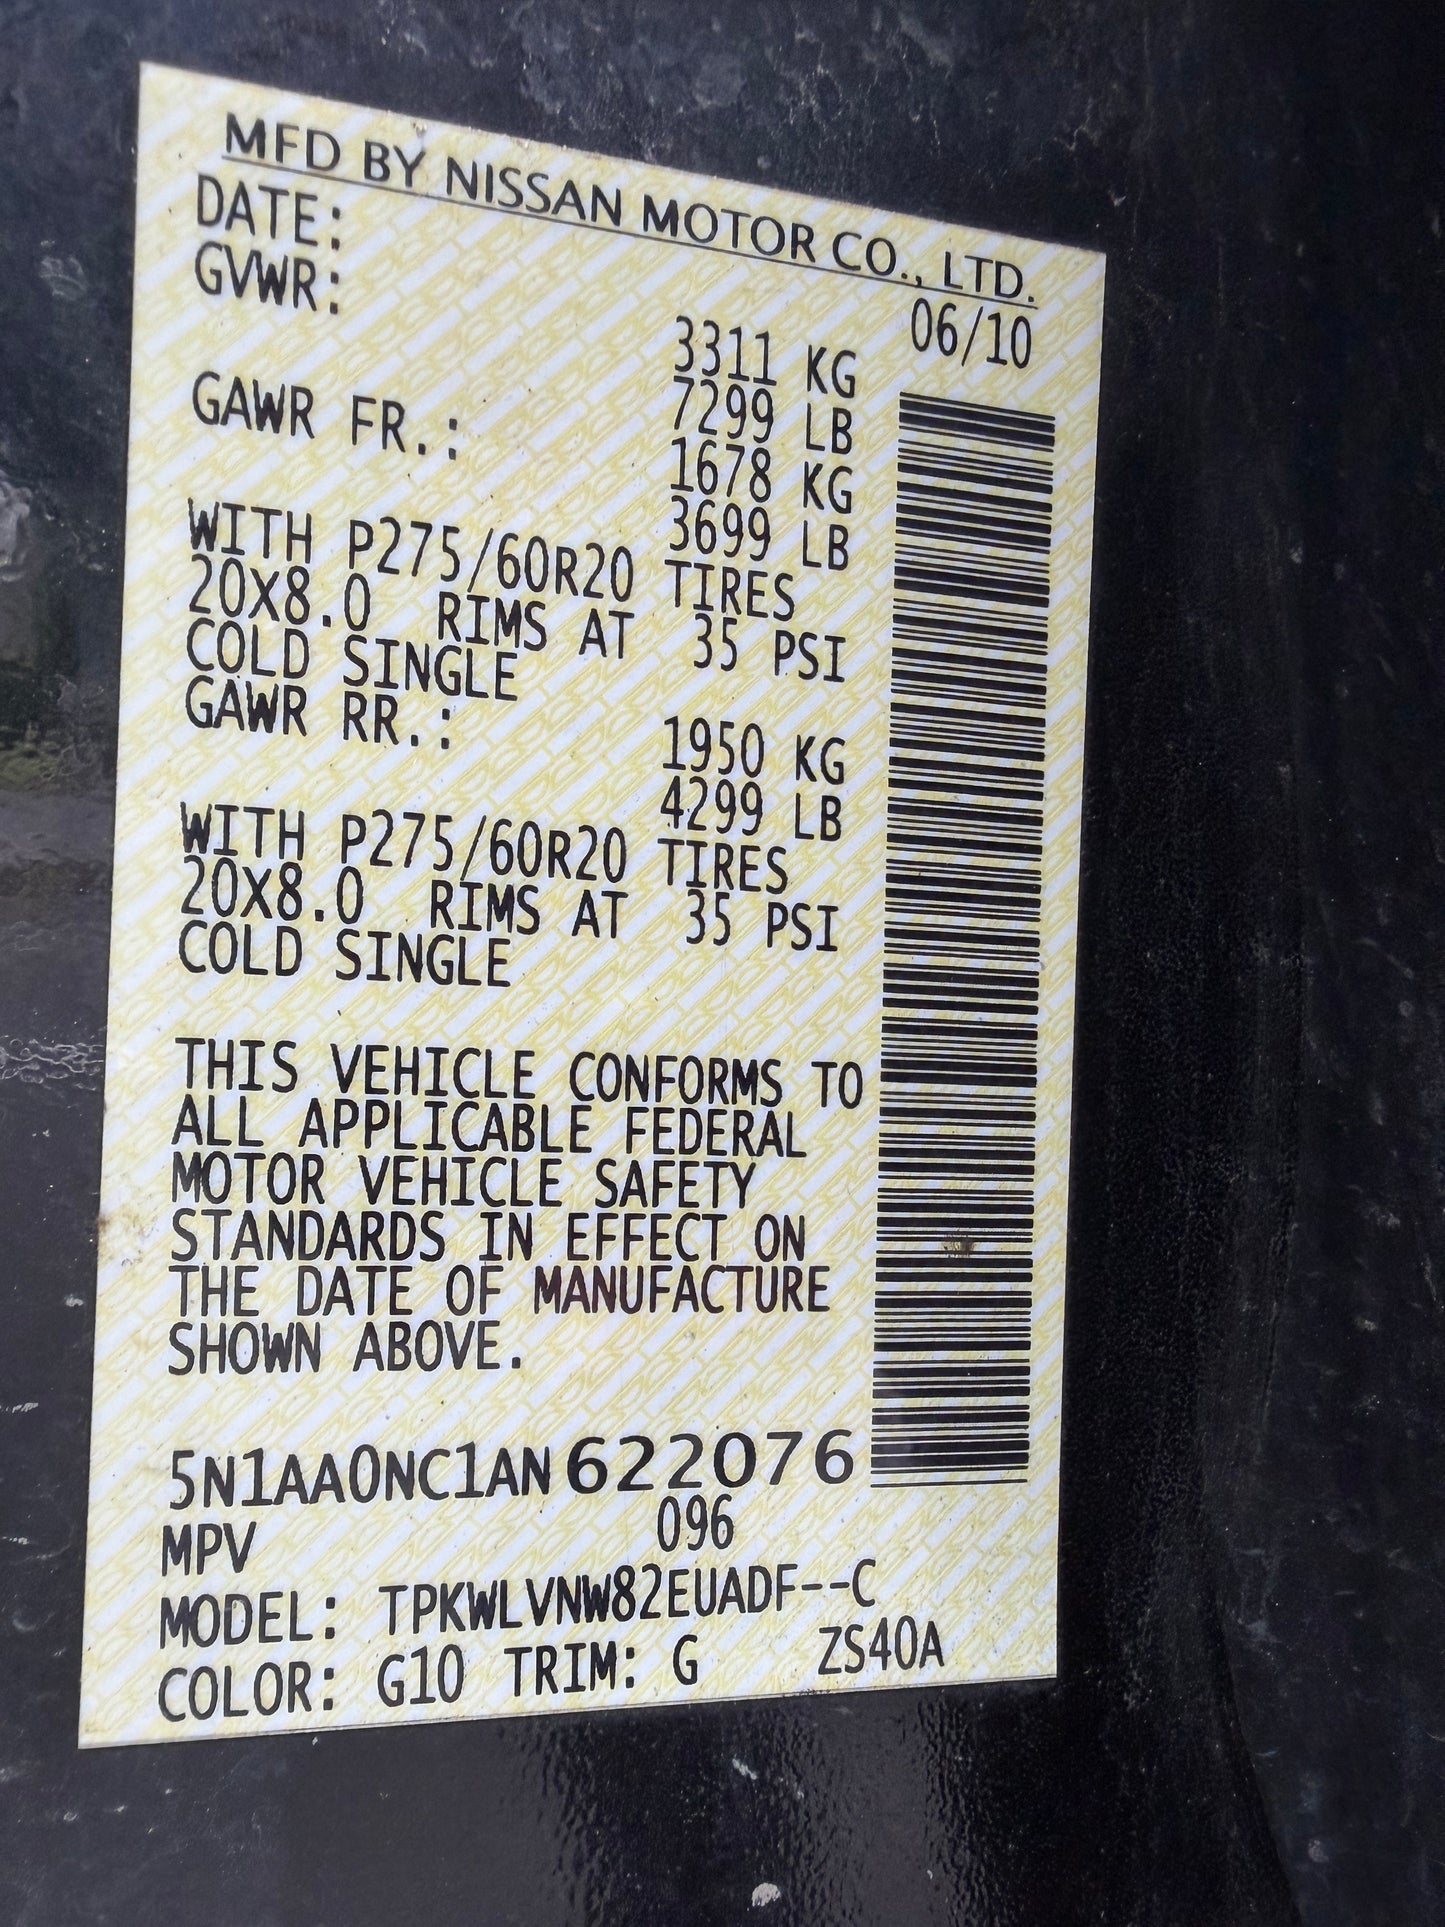 MFD BY NISSAN MOTOR CO., LTD.
DATE: 06/10
GVWR: 3311 KG
7299 LB
GAWR FR.: 1678 KG
3699 LB
WITH P275/60R20 TIRES
20X8.0 RIMS AT 35 PSI
COLD SINGLE
GAWR RR.: 1950 KG
4299 LB
WITH P275/60R20 TIRES
20X8.0 RIMS AT 35 PSI
COLD SINGLE
THIS VEHICLE CONFORMS TO
ALL APPLICABLE FEDERAL
MOTOR VEHICLE SAFETY
STANDARDS IN EFFECT ON
THE DATE OF MANUFACTURE
SHOWN ABOVE.
5N1AA0NC1AN622076
MPV 096
MODEL: TPKWLVNW82EUADF--C
COLOR: G10 TRIM: G ZS40A